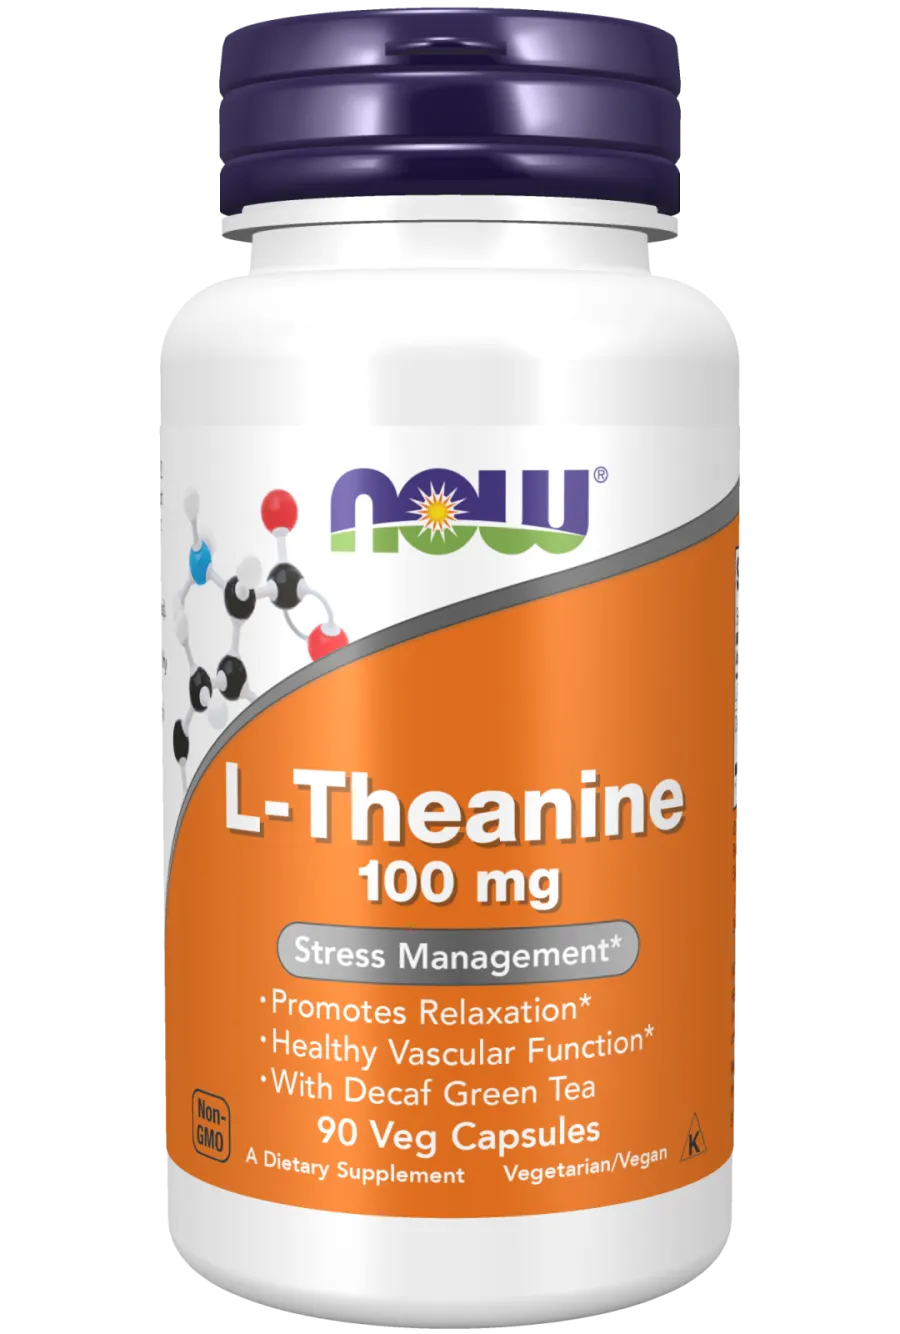 now®
L-Theanine
100 mg
Stress Management*
• Promotes Relaxation*
• Healthy Vascular Function*
• With Decaf Green Tea
90 Veg Capsules
Non-
GMO
A Dietary Supplement
Vegetarian/Vegan
K